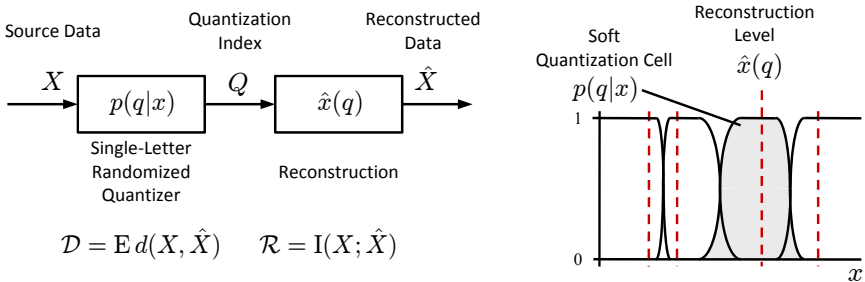 Source Data
Quantization
Index
Reconstructed
Data
X
p(q|x)
Q
x̂(q)
X̂
Single-Letter
Randomized
Quantizer
Reconstruction
𝒟 = E d(X, X̂)
ℛ = I(X; X̂)
Soft
Quantization Cell
p(q|x)
Reconstruction
Level
x̂(q)
1
0
x